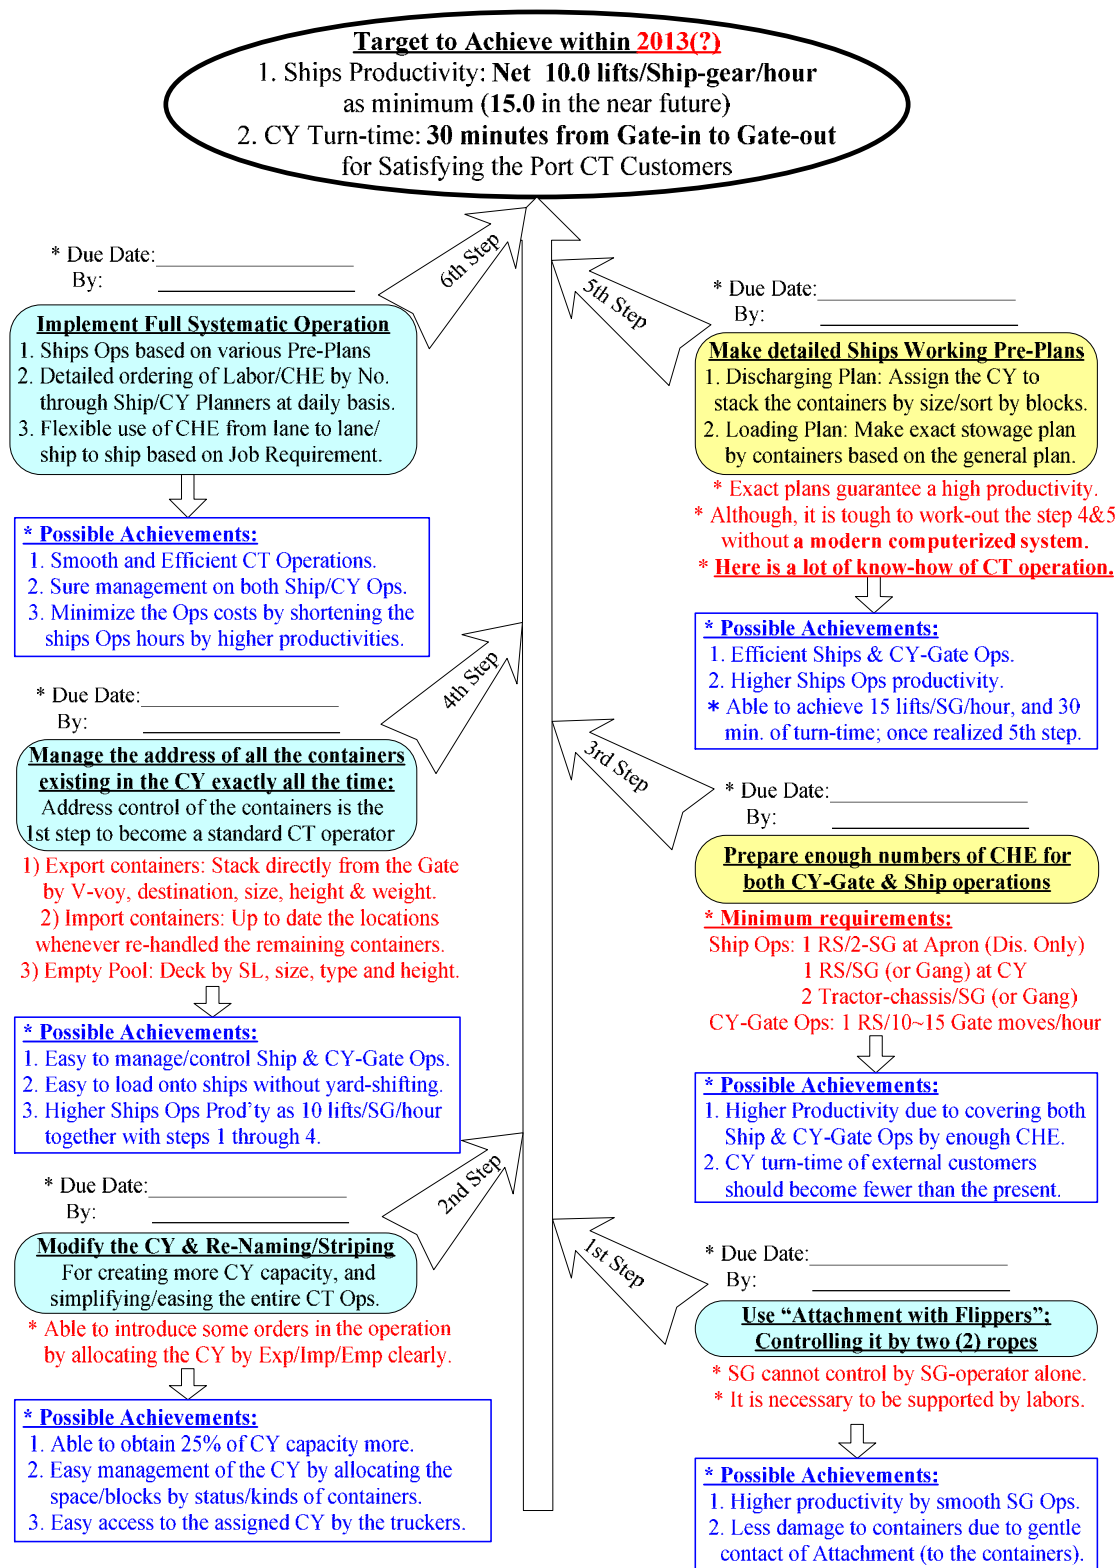 Target to Achieve within 2013(?)
1. Ships Productivity: Net 10.0 lifts/Ship-gear/hour
as minimum (15.0 in the near future)
2. CY Turn-time: 30 minutes from Gate-in to Gate-out
for Satisfying the Port CT Customers
6th Step
* Due Date:
By:
Implement Full Systematic Operation
1. Ships Ops based on various Pre-Plans
2. Detailed ordering of Labor/CHE by No.
through Ship/CY Planners at daily basis.
3. Flexible use of CHE from lane to lane/
ship to ship based on Job Requirement.
* Possible Achievements:
1. Smooth and Efficient CT Operations.
2. Sure management on both Ship/CY Ops.
3. Minimize the Ops costs by shortening the
ships Ops hours by higher productivities.
5th Step
* Due Date:
By:
Make detailed Ships Working Pre-Plans
1. Discharging Plan: Assign the CY to
stack the containers by size/sort by blocks.
2. Loading Plan: Make exact stowage plan
by containers based on the general plan.
* Exact plans guarantee a high productivity.
* Although, it is tough to work-out the step 4&5
without a modern computerized system.
* Here is a lot of know-how of CT operation.
* Possible Achievements:
1. Efficient Ships & CY-Gate Ops.
2. Higher Ships Ops productivity.
* Able to achieve 15 lifts/SG/hour, and 30
min. of turn-time; once realized 5th step.
4th Step
* Due Date:
By:
Manage the address of all the containers
existing in the CY exactly all the time:
Address control of the containers is the
1st step to become a standard CT operator
1) Export containers: Stack directly from the Gate
by V-voy, destination, size, height & weight.
2) Import containers: Up to date the locations
whenever re-handled the remaining containers.
3) Empty Pool: Deck by SL, size, type and height.
* Possible Achievements:
1. Easy to manage/control Ship & CY-Gate Ops.
2. Easy to load onto ships without yard-shifting.
3. Higher Ships Ops Prod'ty as 10 lifts/SG/hour
together with steps 1 through 4.
3rd Step
* Due Date:
By:
Prepare enough numbers of CHE for
both CY-Gate & Ship operations
* Minimum requirements:
Ship Ops: 1 RS/2-SG at Apron (Dis. Only)
1 RS/SG (or Gang) at CY
2 Tractor-chassis/SG (or Gang)
CY-Gate Ops: 1 RS/10~15 Gate moves/hour
* Possible Achievements:
1. Higher Productivity due to covering both
Ship & CY-Gate Ops by enough CHE.
2. CY turn-time of external customers
should become fewer than the present.
2nd Step
* Due Date:
By:
Modify the CY & Re-Naming/Striping
For creating more CY capacity, and
simplifying/easing the entire CT Ops.
* Able to introduce some orders in the operation
by allocating the CY by Exp/Imp/Emp clearly.
* Possible Achievements:
1. Able to obtain 25% of CY capacity more.
2. Easy management of the CY by allocating the
space/blocks by status/kinds of containers.
3. Easy access to the assigned CY by the truckers.
1st Step
* Due Date:
By:
Use “Attachment with Flippers”;
Controlling it by two (2) ropes
* SG cannot control by SG-operator alone.
* It is necessary to be supported by labors.
* Possible Achievements:
1. Higher productivity by smooth SG Ops.
2. Less damage to containers due to gentle
contact of Attachment (to the containers).